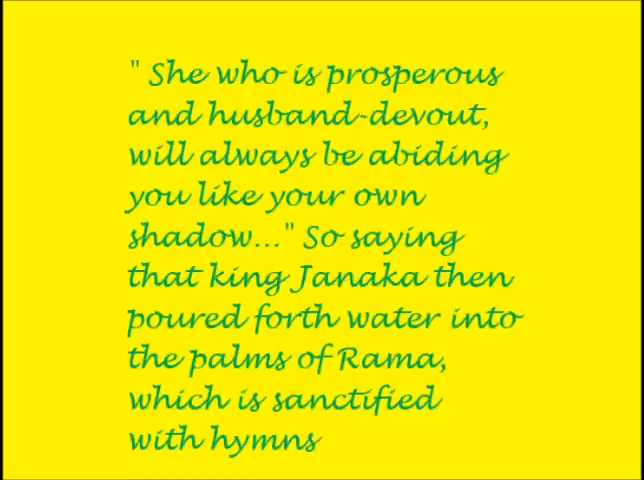 " She who is prosperous
and husband-devout,
will always be abiding
you like your own
shadow..." So saying
that king Janaka then
poured forth water into
the palms of Rama,
which is sanctified
with hymns